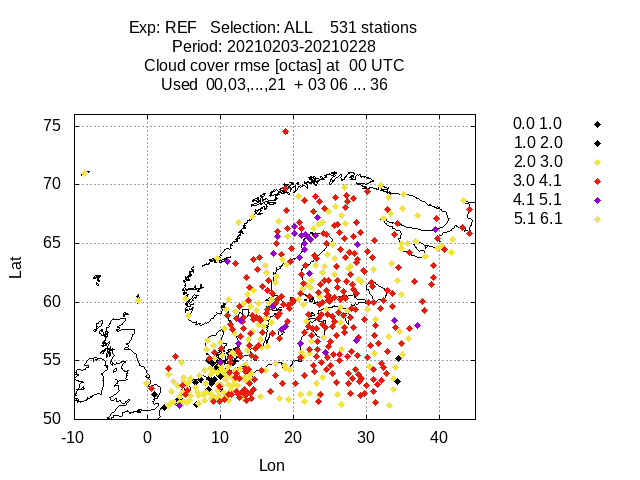 Exp: REF Selection: ALL 531 stations
Period: 20210203-20210228
Cloud cover rmse [octas] at 00 UTC
Used 00,03,...,21 + 03 06 ... 36
75
70
65
60
55
50
Lat
-10 0 10 20 30 40
Lon
0.0 1.0
1.0 2.0
2.0 3.0
3.0 4.1
4.1 5.1
5.1 6.1